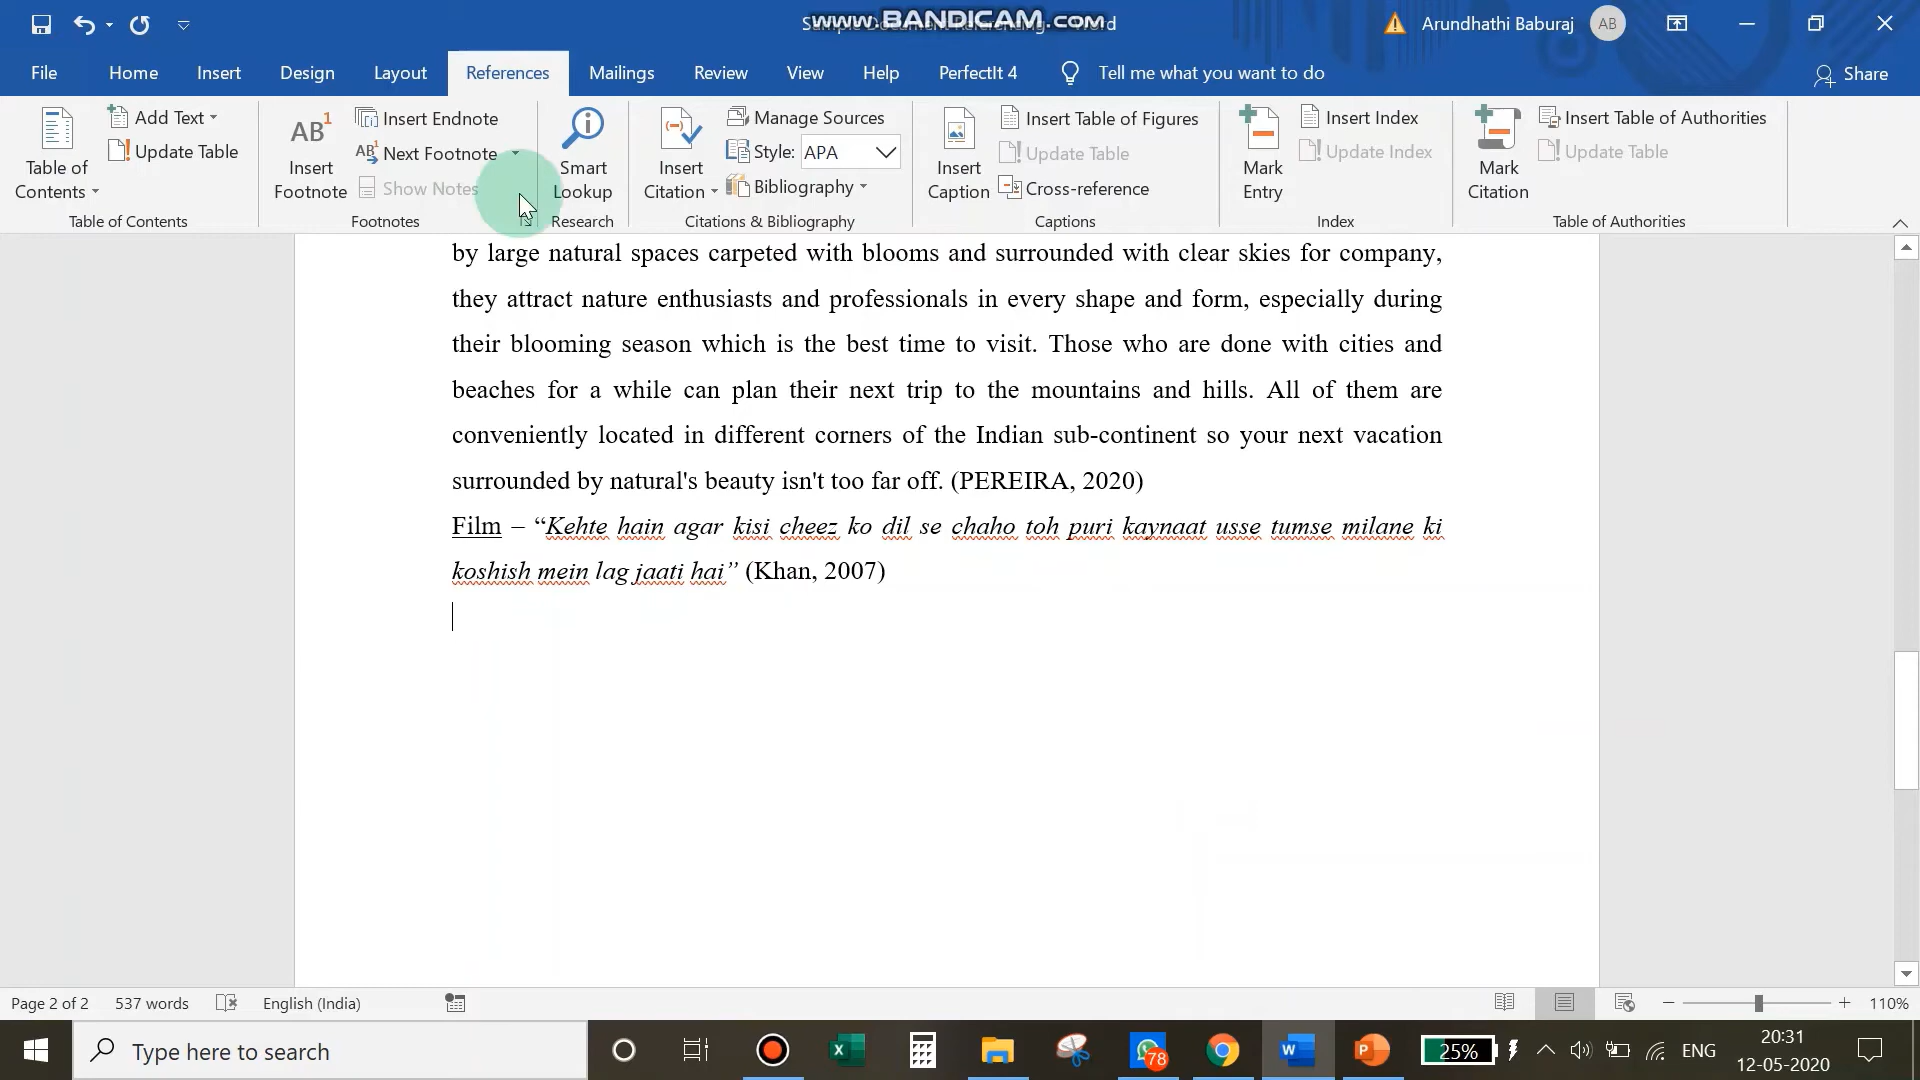 www.BANDICAM.com
Arundhathi Baburaj AB
File Home Insert Design Layout References Mailings Review View Help PerfectIt 4 Tell me what you want to do Share
Table of Contents
Add Text
Update Table
Table of Contents
AB1 Insert Footnote
Insert Endnote
Next Footnote
Show Notes
Footnotes
Smart Lookup
Research
Insert Citation
Manage Sources
Style: APA
Bibliography
Citations & Bibliography
Insert Caption
Insert Table of Figures
Update Table
Cross-reference
Captions
Mark Entry
Insert Index
Update Index
Index
Mark Citation
Insert Table of Authorities
Update Table
Table of Authorities
by large natural spaces carpeted with blooms and surrounded with clear skies for company,
they attract nature enthusiasts and professionals in every shape and form, especially during
their blooming season which is the best time to visit. Those who are done with cities and
beaches for a while can plan their next trip to the mountains and hills. All of them are
conveniently located in different corners of the Indian sub-continent so your next vacation
surrounded by natural's beauty isn't too far off. (PEREIRA, 2020)
Film – “Kehte hain agar kisi cheez ko dil se chaho toh puri kaynaat usse tumse milane ki
koshish mein lag jaati hai” (Khan, 2007)
Page 2 of 2 537 words English (India) 110%
Type here to search
78
25%
ENG
20:31
12-05-2020